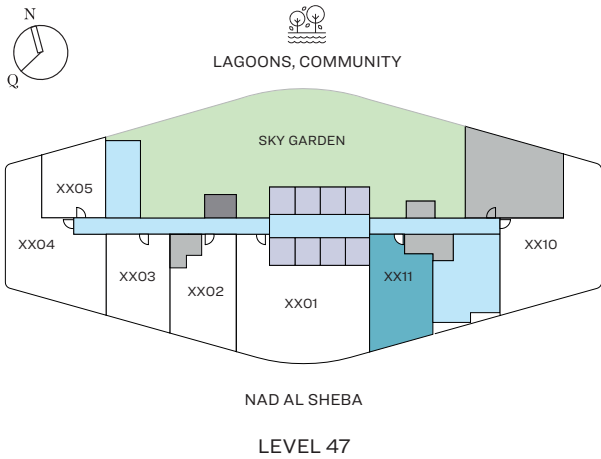 N
Q
LAGOONS, COMMUNITY
SKY GARDEN
XX05
XX04
XX03
XX02
XX01
XX11
XX10
NAD AL SHEBA
LEVEL 47